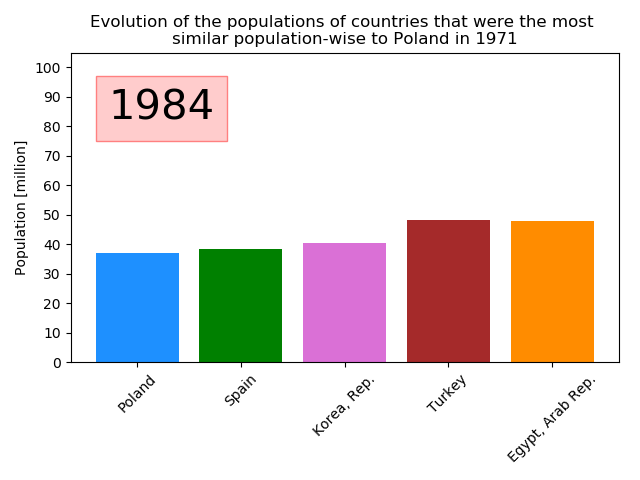 Evolution of the populations of countries that were the most
similar population-wise to Poland in 1971
1984
Population [million]
100
90
80
70
60
50
40
30
20
10
0
Poland
Spain
Korea, Rep.
Turkey
Egypt, Arab Rep.